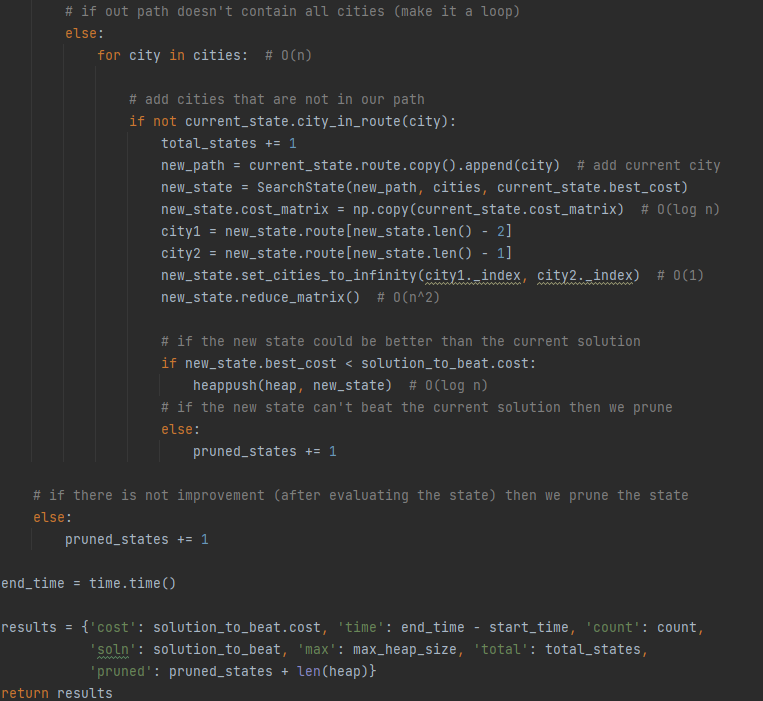 # if out path doesn't contain all cities (make it a loop)
else:
for city in cities:  # O(n)
# add cities that are not in our path
if not current_state.city_in_route(city):
total_states += 1
new_path = current_state.route.copy().append(city)  # add current city
new_state = SearchState(new_path, cities, current_state.best_cost)
new_state.cost_matrix = np.copy(current_state.cost_matrix)  # O(log n)
city1 = new_state.route[new_state.len() - 2]
city2 = new_state.route[new_state.len() - 1]
new_state.set_cities_to_infinity(city1._index, city2._index)  # O(1)
new_state.reduce_matrix()  # O(n^2)
# if the new state could be better than the current solution
if new_state.best_cost < solution_to_beat.cost:
heappush(heap, new_state)  # O(log n)
# if the new state can't beat the current solution then we prune
else:
pruned_states += 1
# if there is not improvement (after evaluating the state) then we prune the state
else:
pruned_states += 1
end_time = time.time()
results = {'cost': solution_to_beat.cost, 'time': end_time - start_time, 'count': count,
'soln': solution_to_beat, 'max': max_heap_size, 'total': total_states,
'pruned': pruned_states + len(heap)}
return results